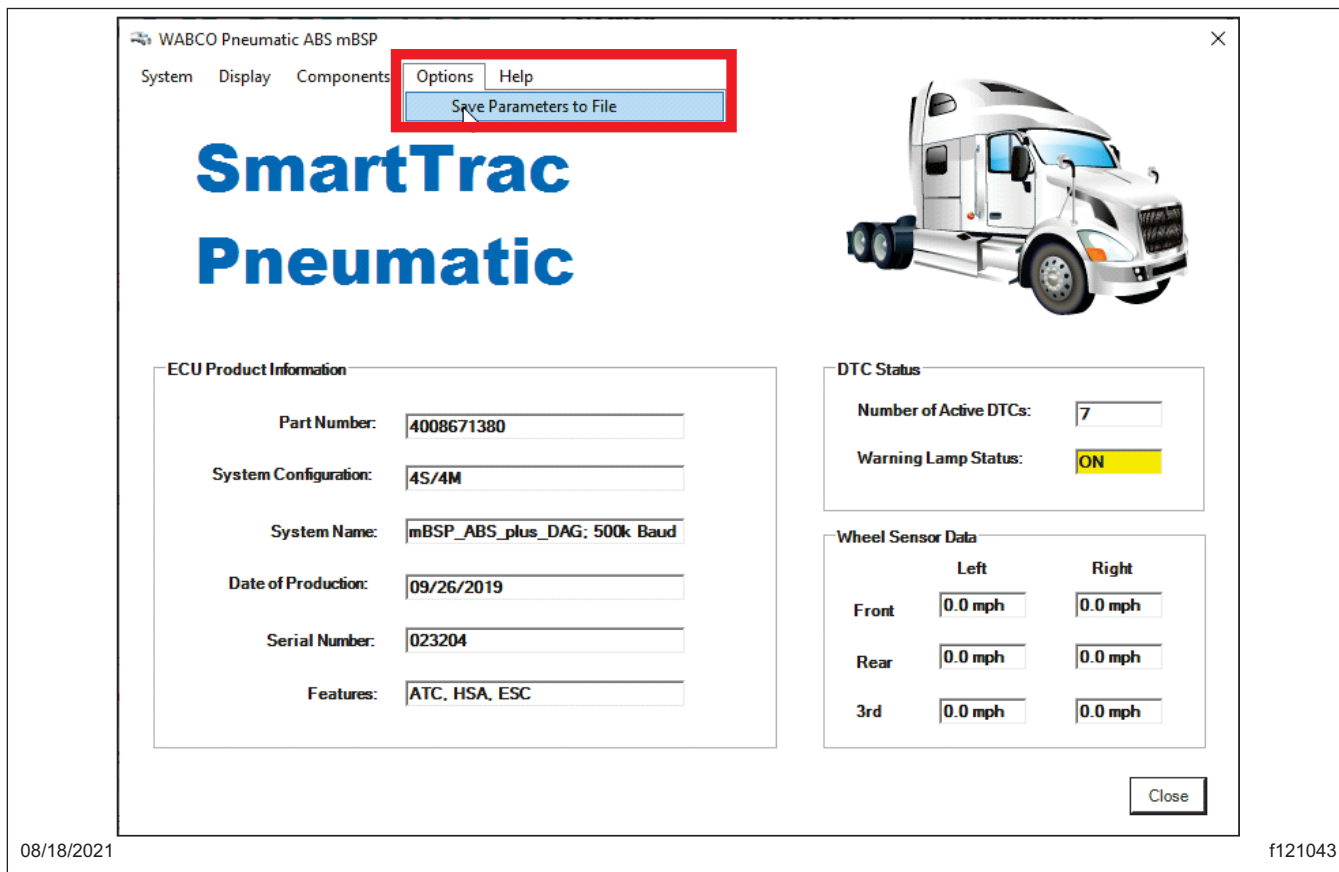 WABCO Pneumatic ABS mBSP
System Display Components Options Help
Save Parameters to File
SmartTrac
Pneumatic
ECU Product Information
Part Number: 4008671380
System Configuration: 4S/4M
System Name: mBSP_ABS_plus_DAG; 500k Baud
Date of Production: 09/26/2019
Serial Number: 023204
Features: ATC, HSA, ESC
DTC Status
Number of Active DTCs: 7
Warning Lamp Status: ON
Wheel Sensor Data
Left Right
Front 0.0 mph 0.0 mph
Rear 0.0 mph 0.0 mph
3rd 0.0 mph 0.0 mph
Close
08/18/2021 f121043